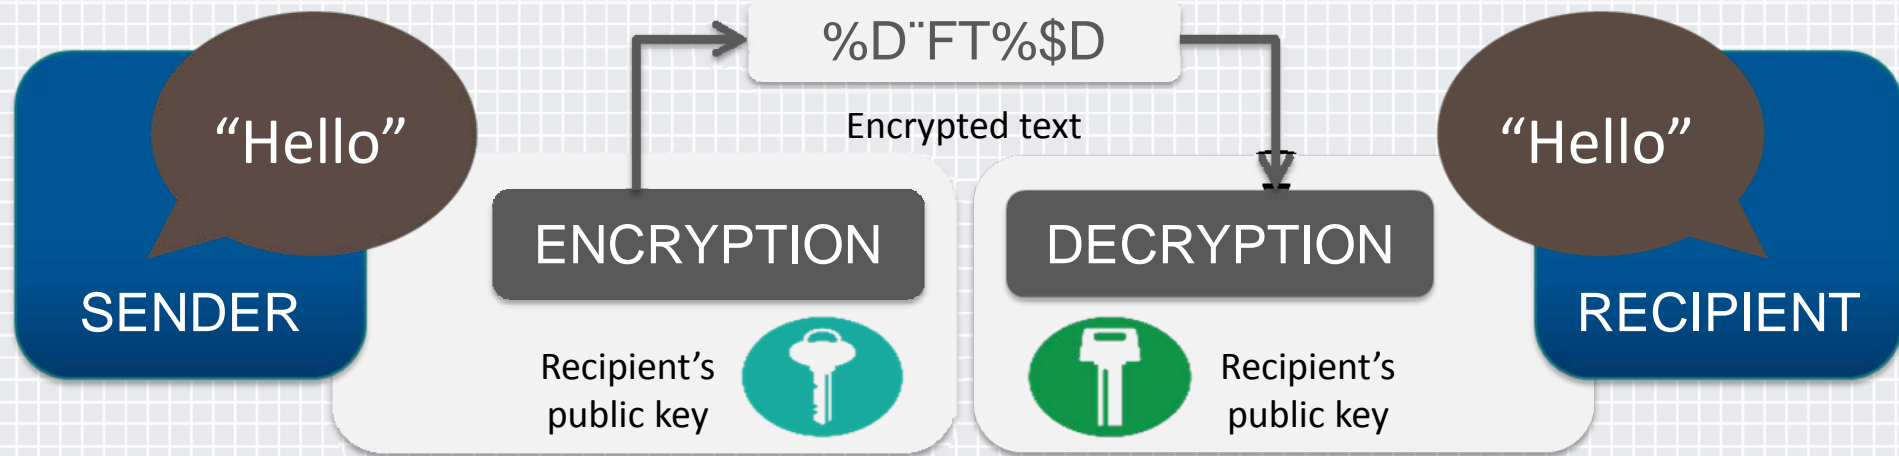 “Hello”
SENDER
%D¨FT%$D
Encrypted text
ENCRYPTION
Recipient’s
public key
DECRYPTION
Recipient’s
public key
“Hello”
RECIPIENT